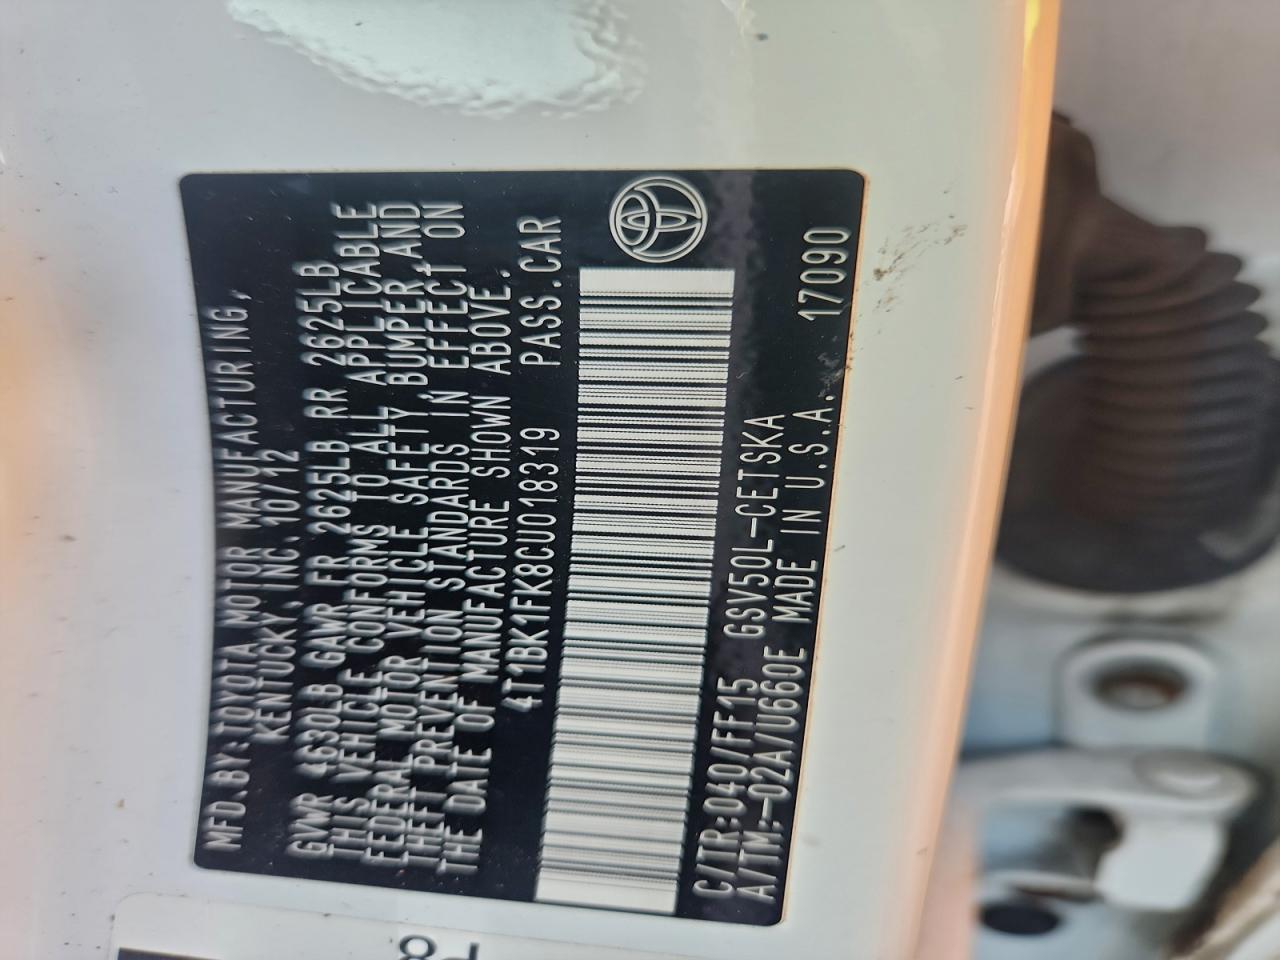 MFD.BY:TOYOTA MOTOR MANUFACTURING,
KENTUCKY,INC.10/12
GVWR 4630LB GAWR FR 2625LB RR 2625LB
THIS VEHICLE CONFORMS TO ALL APPLICABLE
FEDERAL MOTOR VEHICLE SAFETY,BUMPER,AND
THEFT PREVENTION STANDARDS IN EFFECT ON
THE DATE OF MANUFACTURE SHOWN ABOVE.
4T1BK1FK8CU018319 PASS.CAR
C/TR:040/FF15 GSV50L-CETSKA
A/TM:-02A/U660E MADE IN U.S.A. 17090